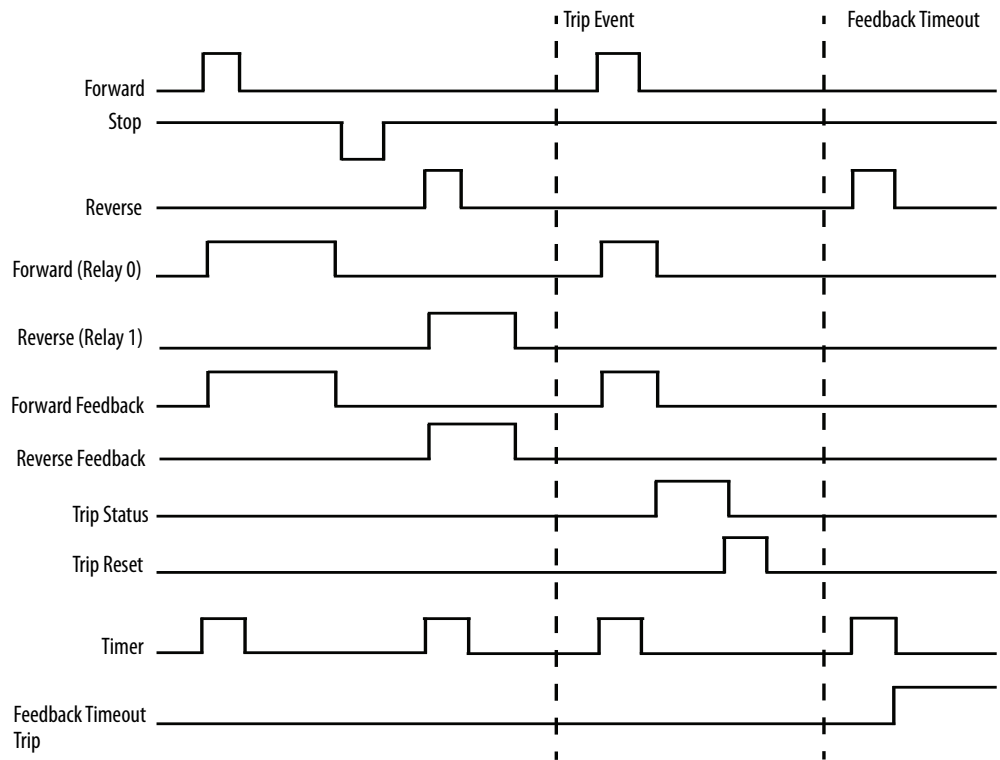 Trip Event
Feedback Timeout
Forward
Stop
Reverse
Forward (Relay 0)
Reverse (Relay 1)
Forward Feedback
Reverse Feedback
Trip Status
Trip Reset
Timer
Feedback Timeout
Trip